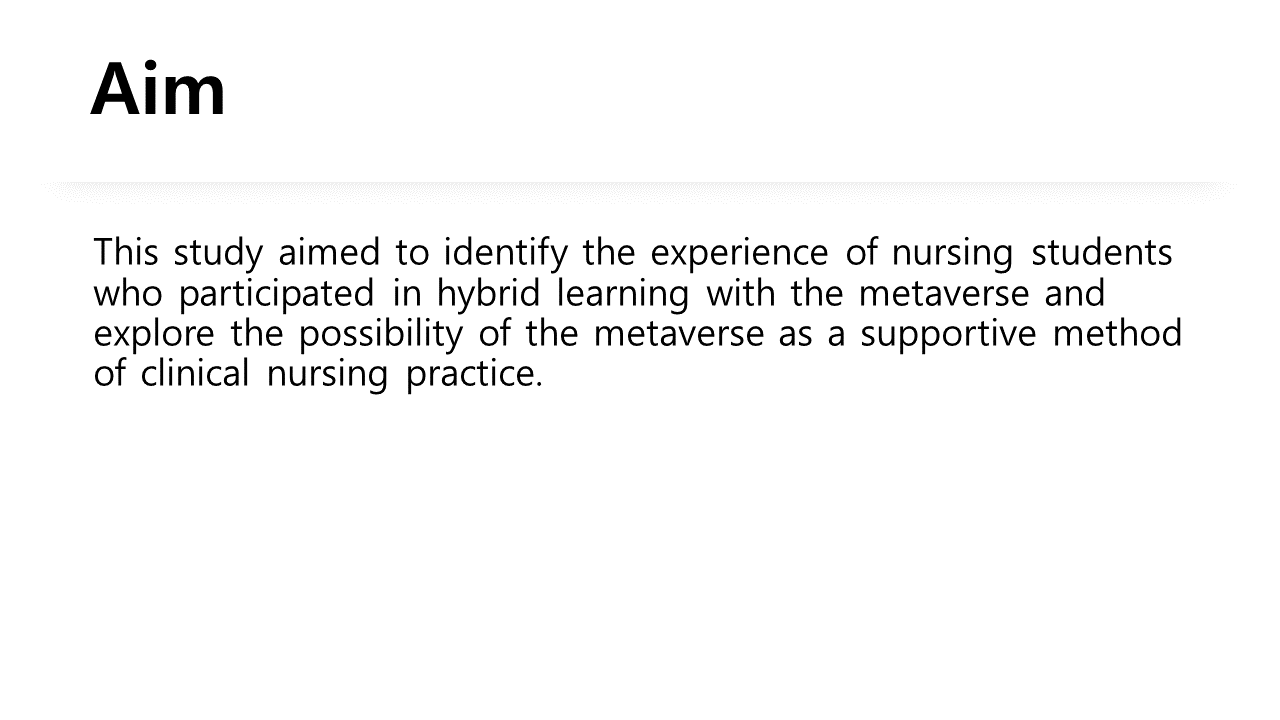 Aim
This study aimed to identify the experience of nursing students
who participated in hybrid learning with the metaverse and
explore the possibility of the metaverse as a supportive method
of clinical nursing practice.